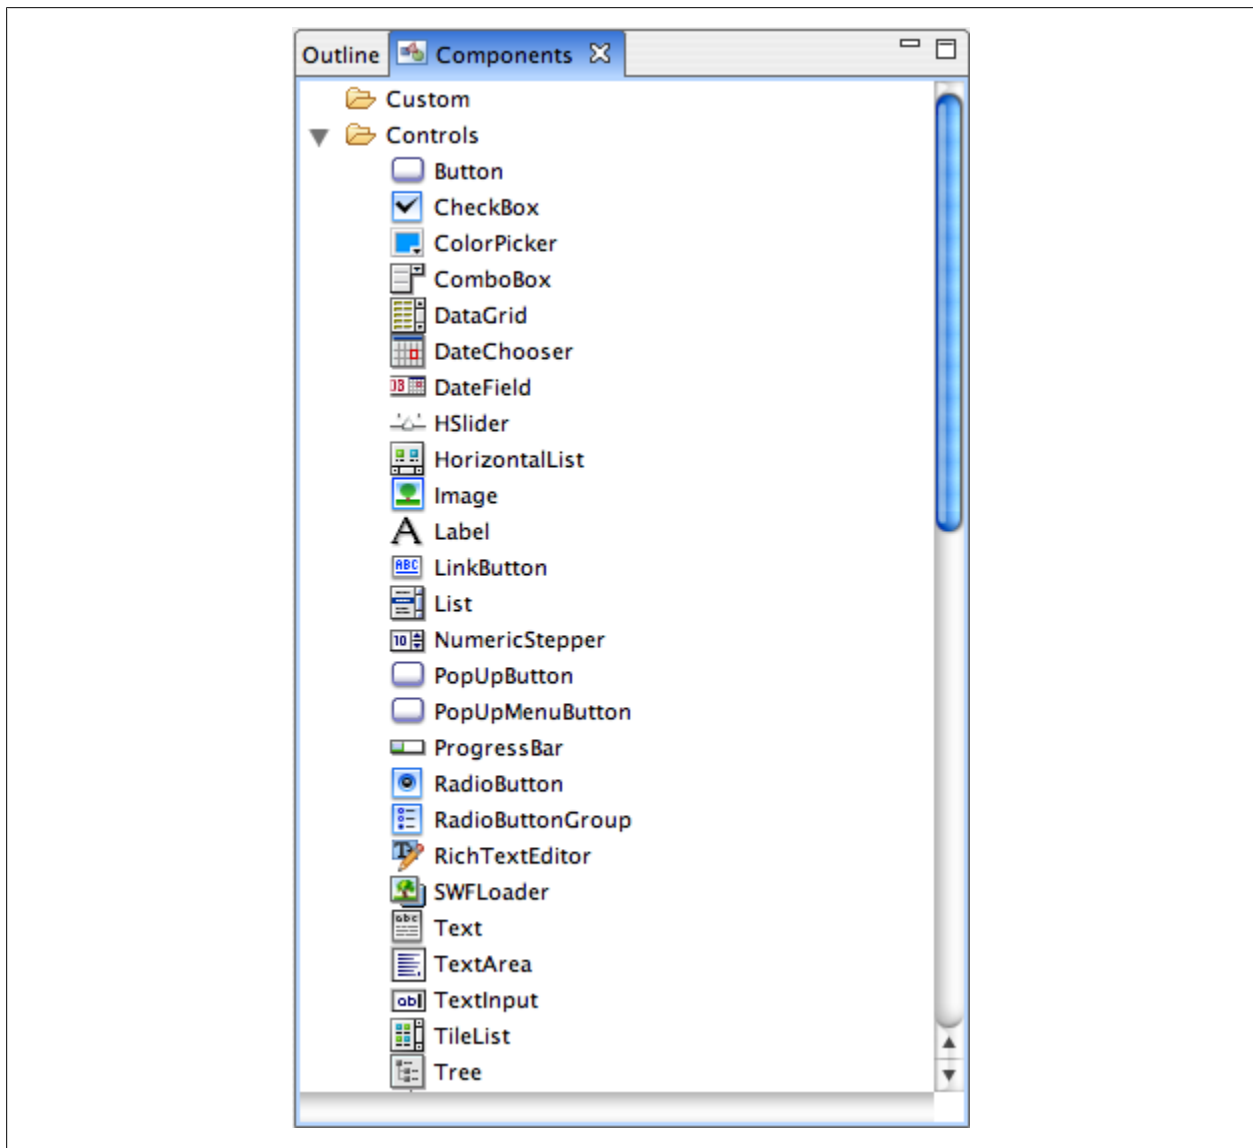 Outline Components
Custom
Controls
Button
CheckBox
ColorPicker
ComboBox
DataGrid
DateChooser
DateField
HSlider
HorizontalList
Image
Label
LinkButton
List
NumericStepper
PopUpButton
PopUpMenuButton
ProgressBar
RadioButton
RadioButtonGroup
RichTextEditor
SWFLoader
Text
TextArea
TextInput
TileList
Tree